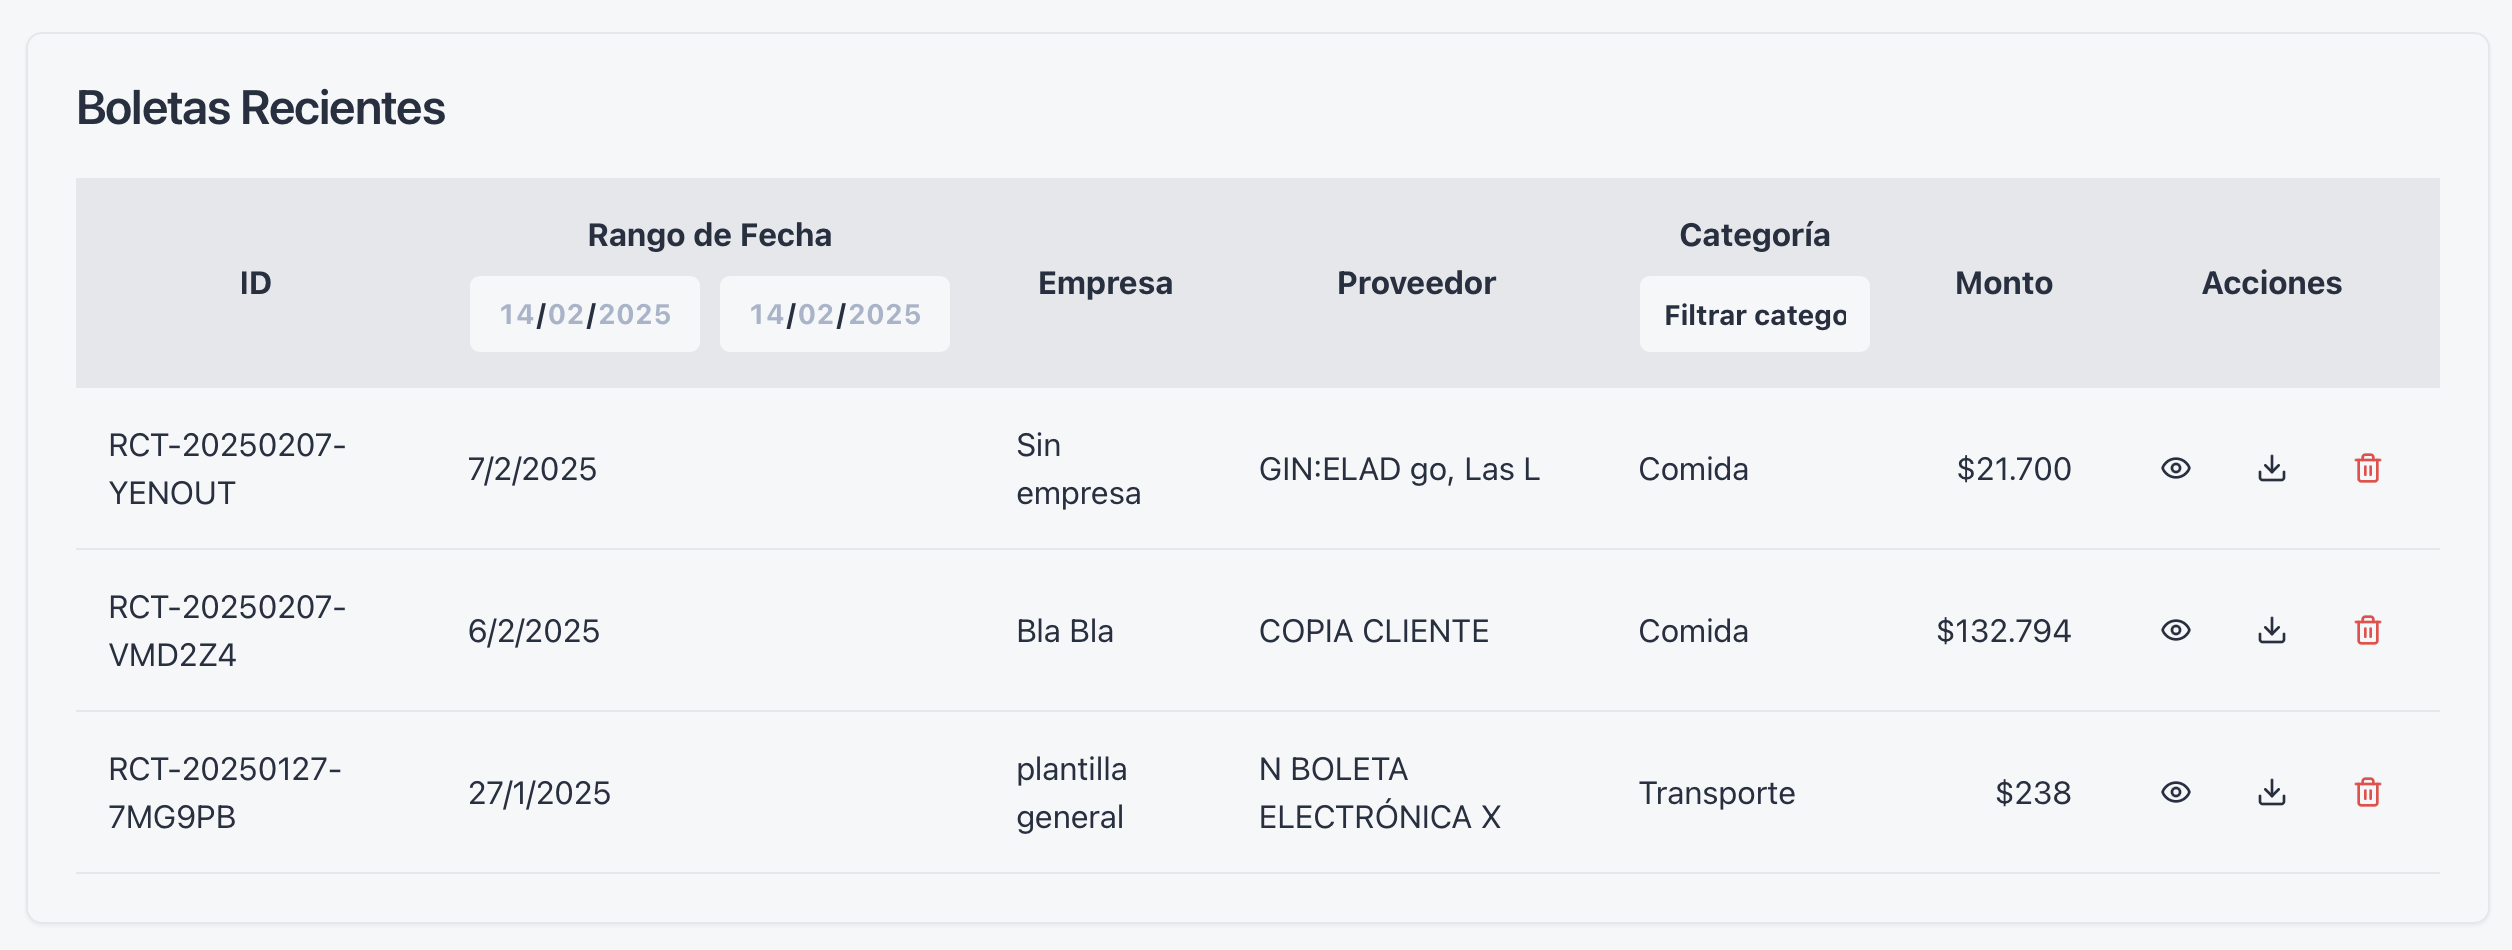 Boletas Recientes
ID
Rango de Fecha
14/02/2025 14/02/2025
Empresa
Proveedor
Categoría
Filtrar catego
Monto
Acciones
RCT-20250207-
YENOUT
7/2/2025
Sin
empresa
GIN:ELAD go, Las L
Comida
$21.700
RCT-20250207-
VMD2Z4
6/2/2025
Bla Bla
COPIA CLIENTE
Comida
$132.794
RCT-20250127-
7MG9PB
27/1/2025
plantilla
general
N BOLETA
ELECTRÓNICA X
Transporte
$238